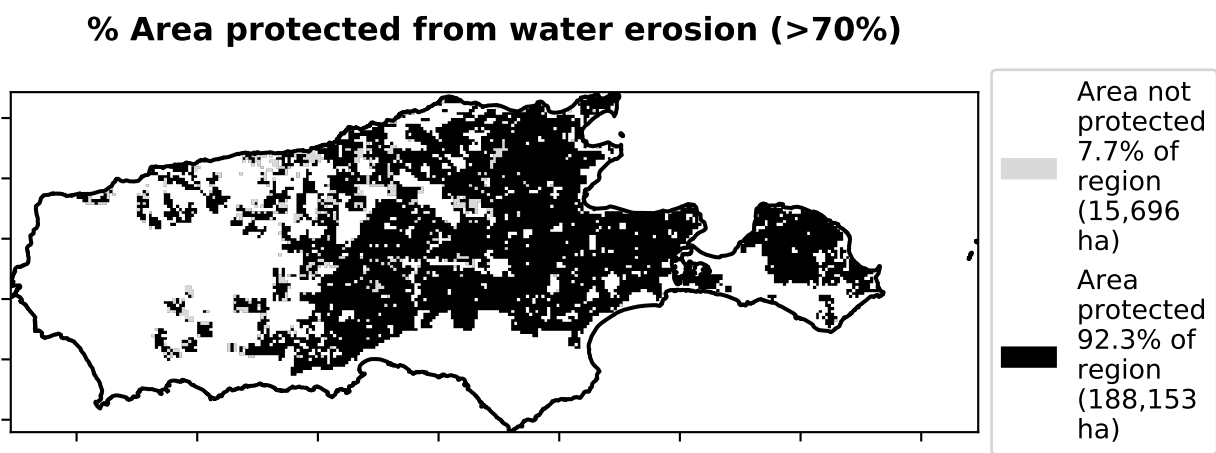 % Area protected from water erosion (>70%)
Area not
protected
7.7% of
region
(15,696
ha)
Area
protected
92.3% of
region
(188,153
ha)